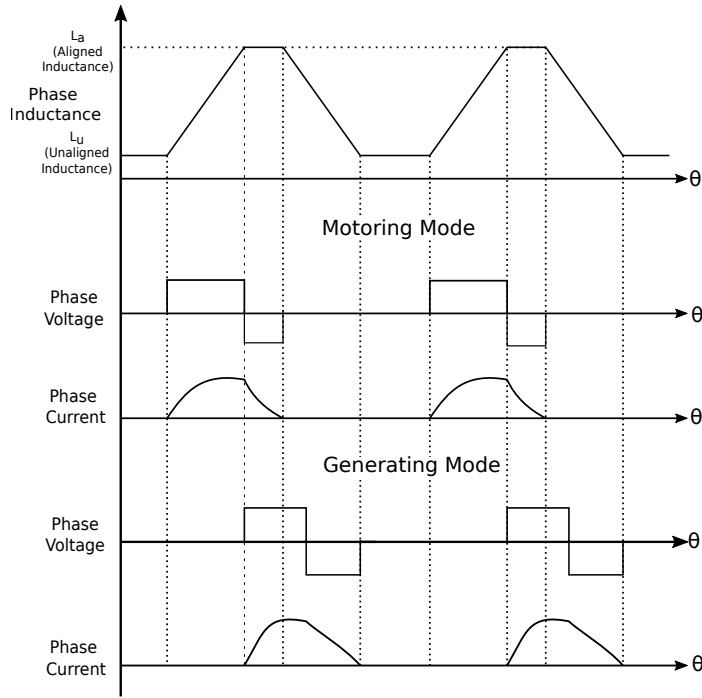 La
(Aligned
Inductance)
Phase
Inductance
Lu
(Unaligned
Inductance)
θ
Motoring Mode
Phase
Voltage
θ
Phase
Current
θ
Generating Mode
Phase
Voltage
θ
Phase
Current
θ